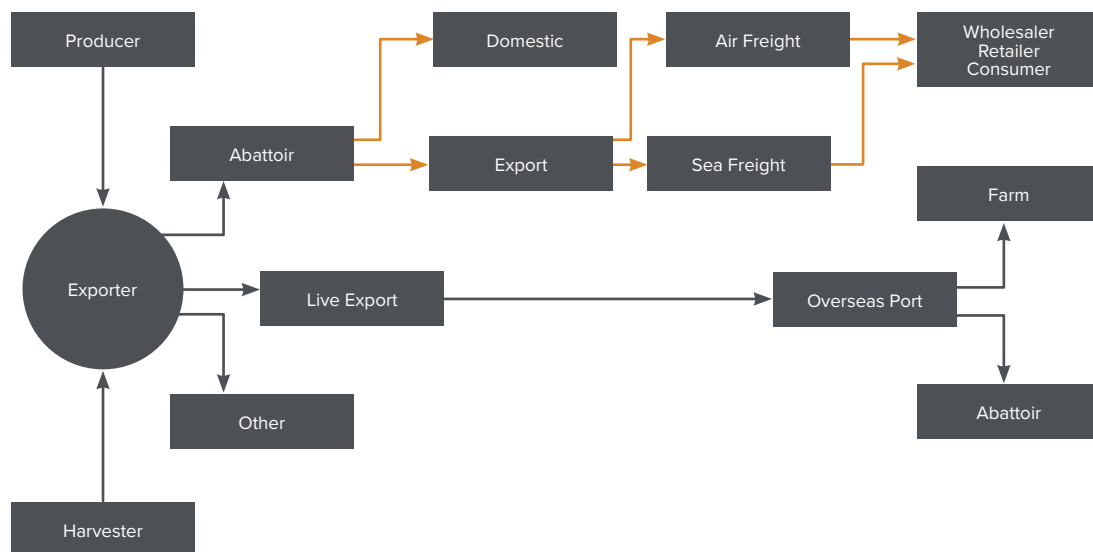 Producer
Domestic
Air Freight
Wholesaler
Retailer
Consumer
Abattoir
Export
Sea Freight
Farm
Exporter
Live Export
Overseas Port
Other
Abattoir
Harvester